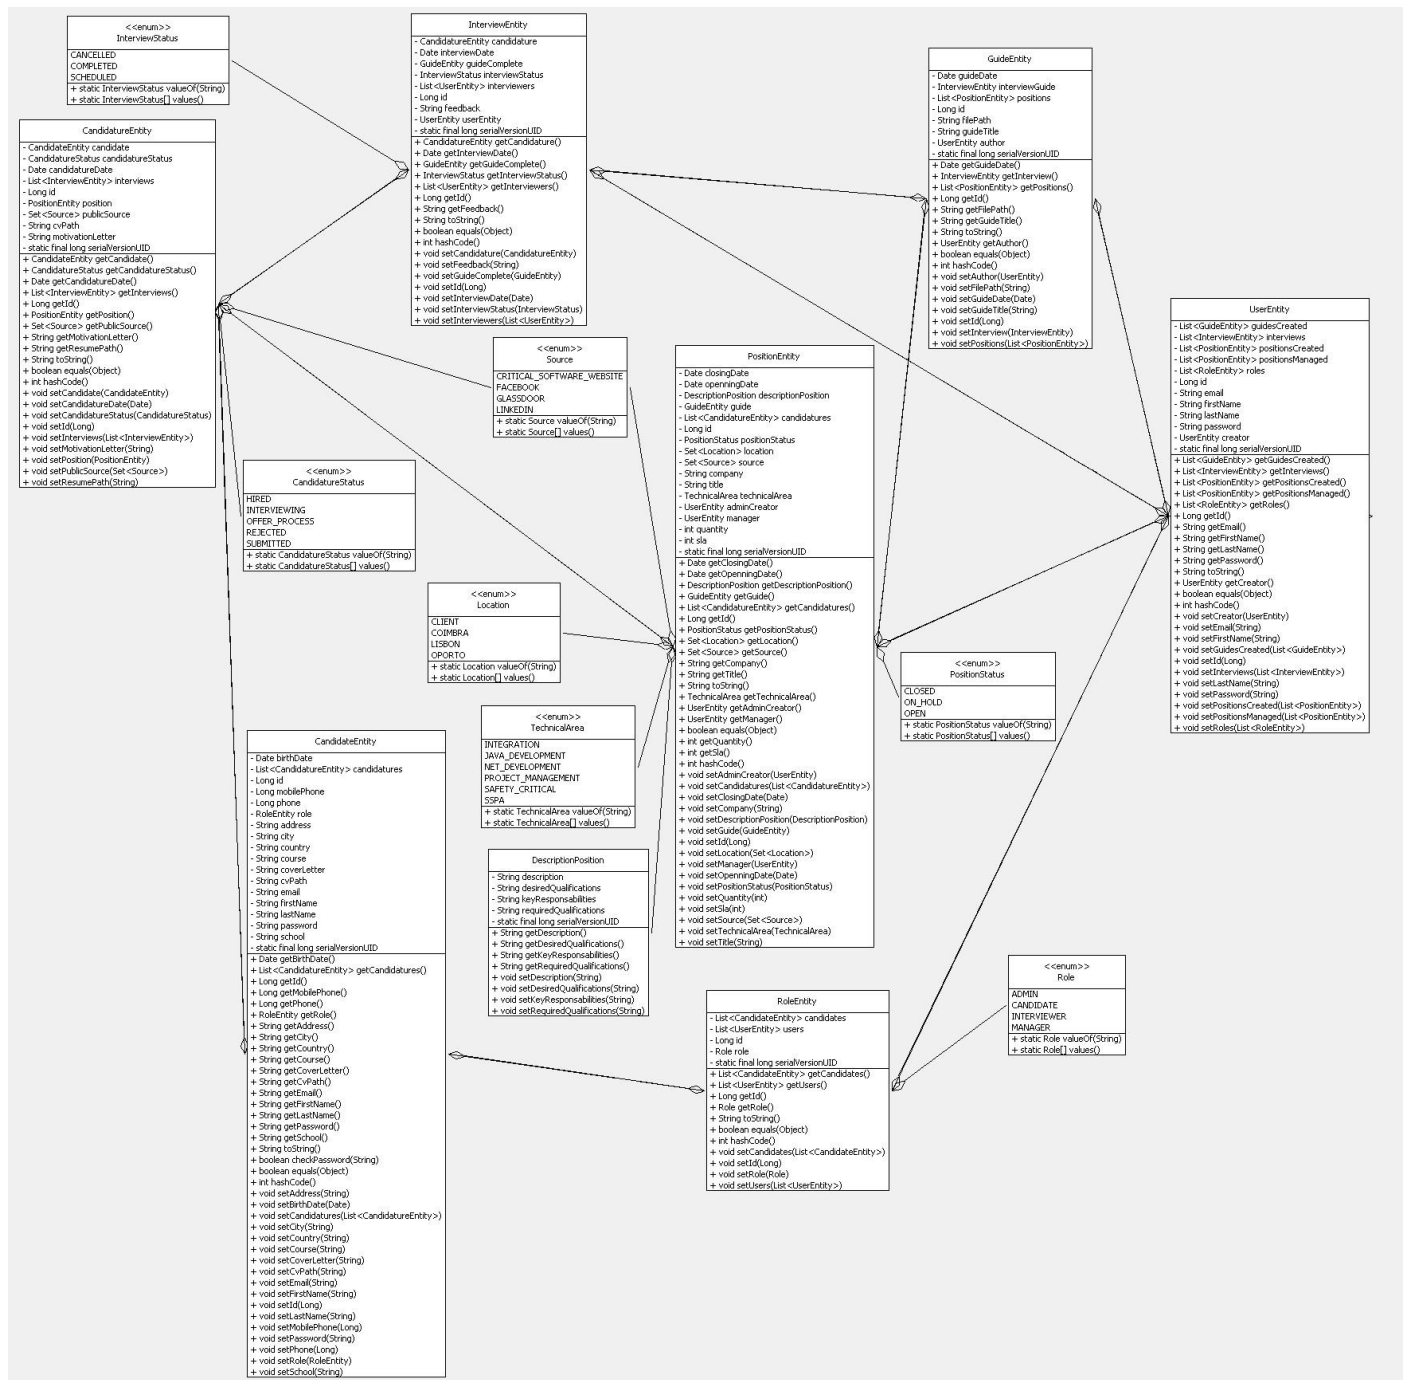 <<enum>>
InterviewStatus
CANCELLED
COMPLETED
SCHEDULED
+ static InterviewStatus valueOf(String)
+ static InterviewStatus[] values()
InterviewEntity
- CandidatureEntity candidature
- Date interviewDate
- GuideEntity guideComplete
- InterviewStatus interviewStatus
- List<UserEntity> interviewers
- Long id
- String feedback
- UserEntity userEntity
- static final long serialVersionUID
+ CandidatureEntity getCandidature()
+ Date getInterviewDate()
+ GuideEntity getGuideComplete()
+ InterviewStatus getInterviewStatus()
+ List<UserEntity> getInterviewers()
+ Long getId()
+ String getFeedback()
+ String toString()
+ boolean equals(Object)
+ int hashCode()
+ void setCandidature(CandidatureEntity)
+ void setFeedback(String)
+ void setGuideComplete(GuideEntity)
+ void setId(Long)
+ void setInterviewDate(Date)
+ void setInterviewStatus(InterviewStatus)
+ void setInterviewers(List<UserEntity>)
GuideEntity
- Date guideDate
- InterviewEntity interviewGuide
- List<PositionEntity> positions
- Long id
- String filePath
- String guideTitle
- UserEntity author
- static final long serialVersionUID
+ Date getGuideDate()
+ InterviewEntity getInterview()
+ List<PositionEntity> getPositions()
+ Long getId()
+ String getFilePath()
+ String getGuideTitle()
+ String toString()
+ UserEntity getAuthor()
+ boolean equals(Object)
+ int hashCode()
+ void setAuthor(UserEntity)
+ void setFilePath(String)
+ void setGuideDate(Date)
+ void setGuideTitle(String)
+ void setId(Long)
+ void setInterview(InterviewEntity)
+ void setPositions(List<PositionEntity>)
CandidatureEntity
- CandidateEntity candidate
- CandidatureStatus candidatureStatus
- Date candidatureDate
- List<InterviewEntity> interviews
- Long id
- PositionEntity position
- Set<Source> publicSource
- String cvPath
- String motivationLetter
- static final long serialVersionUID
+ CandidateEntity getCandidate()
+ CandidatureStatus getCandidatureStatus()
+ Date getCandidatureDate()
+ List<InterviewEntity> getInterviews()
+ Long getId()
+ PositionEntity getPosition()
+ Set<Source> getPublicSource()
+ String getMotivationLetter()
+ String getResumePath()
+ String toString()
+ boolean equals(Object)
+ int hashCode()
+ void setCandidate(CandidateEntity)
+ void setCandidatureDate(Date)
+ void setCandidatureStatus(CandidatureStatus)
+ void setId(Long)
+ void setInterviews(List<InterviewEntity>)
+ void setMotivationLetter(String)
+ void setPosition(PositionEntity)
+ void setPublicSource(Set<Source>)
+ void setResumePath(String)
UserEntity
- List<GuideEntity> guidesCreated
- List<InterviewEntity> interviews
- List<PositionEntity> positionsCreated
- List<PositionEntity> positionsManaged
- List<RoleEntity> roles
- Long id
- String email
- String firstName
- String lastName
- String password
- UserEntity creator
- static final long serialVersionUID
+ List<GuideEntity> getGuidesCreated()
+ List<InterviewEntity> getInterviews()
+ List<PositionEntity> getPositionsCreated()
+ List<PositionEntity> getPositionsManaged()
+ List<RoleEntity> getRoles()
+ Long getId()
+ String getEmail()
+ String getFirstName()
+ String getLastName()
+ String getPassword()
+ String toString()
+ UserEntity getCreator()
+ boolean equals(Object)
+ int hashCode()
+ void setCreator(UserEntity)
+ void setEmail(String)
+ void setFirstName(String)
+ void setGuidesCreated(List<GuideEntity>)
+ void setId(Long)
+ void setInterviews(List<InterviewEntity>)
+ void setLastName(String)
+ void setPassword(String)
+ void setPositionsCreated(List<PositionEntity>)
+ void setPositionsManaged(List<PositionEntity>)
+ void setRoles(List<RoleEntity>)
<<enum>>
Source
CRITICAL_SOFTWARE_WEBSITE
FACEBOOK
GLASSDOOR
LINKEDIN
+ static Source valueOf(String)
+ static Source[] values()
PositionEntity
- Date closingDate
- Date openningDate
- DescriptionPosition descriptionPosition
- GuideEntity guide
- List<CandidatureEntity> candidatures
- Long id
- PositionStatus positionStatus
- Set<Location> location
- Set<Source> source
- String company
- String title
- TechnicalArea technicalArea
- UserEntity adminCreator
- UserEntity manager
- int quantity
- int sla
- static final long serialVersionUID
+ Date getClosingDate()
+ Date getOpenningDate()
+ DescriptionPosition getDescriptionPosition()
+ GuideEntity getGuide()
+ List<CandidatureEntity> getCandidatures()
+ Long getId()
+ PositionStatus getPositionStatus()
+ Set<Location> getLocation()
+ Set<Source> getSource()
+ String getCompany()
+ String getTitle()
+ String toString()
+ TechnicalArea getTechnicalArea()
+ UserEntity getAdminCreator()
+ UserEntity getManager()
+ boolean equals(Object)
+ int getQuantity()
+ int getSla()
+ int hashCode()
+ void setAdminCreator(UserEntity)
+ void setCandidatures(List<CandidatureEntity>)
+ void setClosingDate(Date)
+ void setCompany(String)
+ void setDescriptionPosition(DescriptionPosition)
+ void setGuide(GuideEntity)
+ void setId(Long)
+ void setLocation(Set<Location>)
+ void setManager(UserEntity)
+ void setOpenningDate(Date)
+ void setPositionStatus(PositionStatus)
+ void setQuantity(int)
+ void setSla(int)
+ void setSource(Set<Source>)
+ void setTechnicalArea(TechnicalArea)
+ void setTitle(String)
<<enum>>
CandidatureStatus
HIRED
INTERVIEWING
OFFER_PROCESS
REJECTED
SUBMITTED
+ static CandidatureStatus valueOf(String)
+ static CandidatureStatus[] values()
<<enum>>
Location
CLIENT
COIMBRA
LISBON
OPORTO
+ static Location valueOf(String)
+ static Location[] values()
<<enum>>
PositionStatus
CLOSED
ON_HOLD
OPEN
+ static PositionStatus valueOf(String)
+ static PositionStatus[] values()
<<enum>>
TechnicalArea
INTEGRATION
JAVA_DEVELOPMENT
NET_DEVELOPMENT
PROJECT_MANAGEMENT
SAFETY_CRITICAL
SSPA
+ static TechnicalArea valueOf(String)
+ static TechnicalArea[] values()
CandidateEntity
- Date birthDate
- List<CandidatureEntity> candidatures
- Long id
- Long mobilePhone
- Long phone
- RoleEntity role
- String address
- String city
- String country
- String course
- String coverLetter
- String cvPath
- String email
- String firstName
- String lastName
- String password
- String school
- static final long serialVersionUID
+ Date getBirthDate()
+ List<CandidatureEntity> getCandidatures()
+ Long getId()
+ Long getMobilePhone()
+ Long getPhone()
+ RoleEntity getRole()
+ String getAddress()
+ String getCity()
+ String getCountry()
+ String getCourse()
+ String getCoverLetter()
+ String getCvPath()
+ String getEmail()
+ String getFirstName()
+ String getLastName()
+ String getPassword()
+ String getSchool()
+ String toString()
+ boolean checkPassword(String)
+ boolean equals(Object)
+ int hashCode()
+ void setAddress(String)
+ void setBirthDate(Date)
+ void setCandidatures(List<CandidatureEntity>)
+ void setCity(String)
+ void setCountry(String)
+ void setCourse(String)
+ void setCoverLetter(String)
+ void setCvPath(String)
+ void setEmail(String)
+ void setFirstName(String)
+ void setId(Long)
+ void setLastName(String)
+ void setMobilePhone(Long)
+ void setPassword(String)
+ void setPhone(Long)
+ void setRole(RoleEntity)
+ void setSchool(String)
DescriptionPosition
- String description
- String desiredQualifications
- String keyResponsabilities
- String requiredQualifications
- static final long serialVersionUID
+ String getDescription()
+ String getDesiredQualifications()
+ String getKeyResponsabilities()
+ String getRequiredQualifications()
+ void setDescription(String)
+ void setDesiredQualifications(String)
+ void setKeyResponsabilities(String)
+ void setRequiredQualifications(String)
<<enum>>
Role
ADMIN
CANDIDATE
INTERVIEWER
MANAGER
+ static Role valueOf(String)
+ static Role[] values()
RoleEntity
- List<CandidateEntity> candidates
- List<UserEntity> users
- Long id
- Role role
- static final long serialVersionUID
+ List<CandidateEntity> getCandidates()
+ List<UserEntity> getUsers()
+ Long getId()
+ Role getRole()
+ String toString()
+ boolean equals(Object)
+ int hashCode()
+ void setCandidates(List<CandidateEntity>)
+ void setId(Long)
+ void setRole(Role)
+ void setUsers(List<UserEntity>)